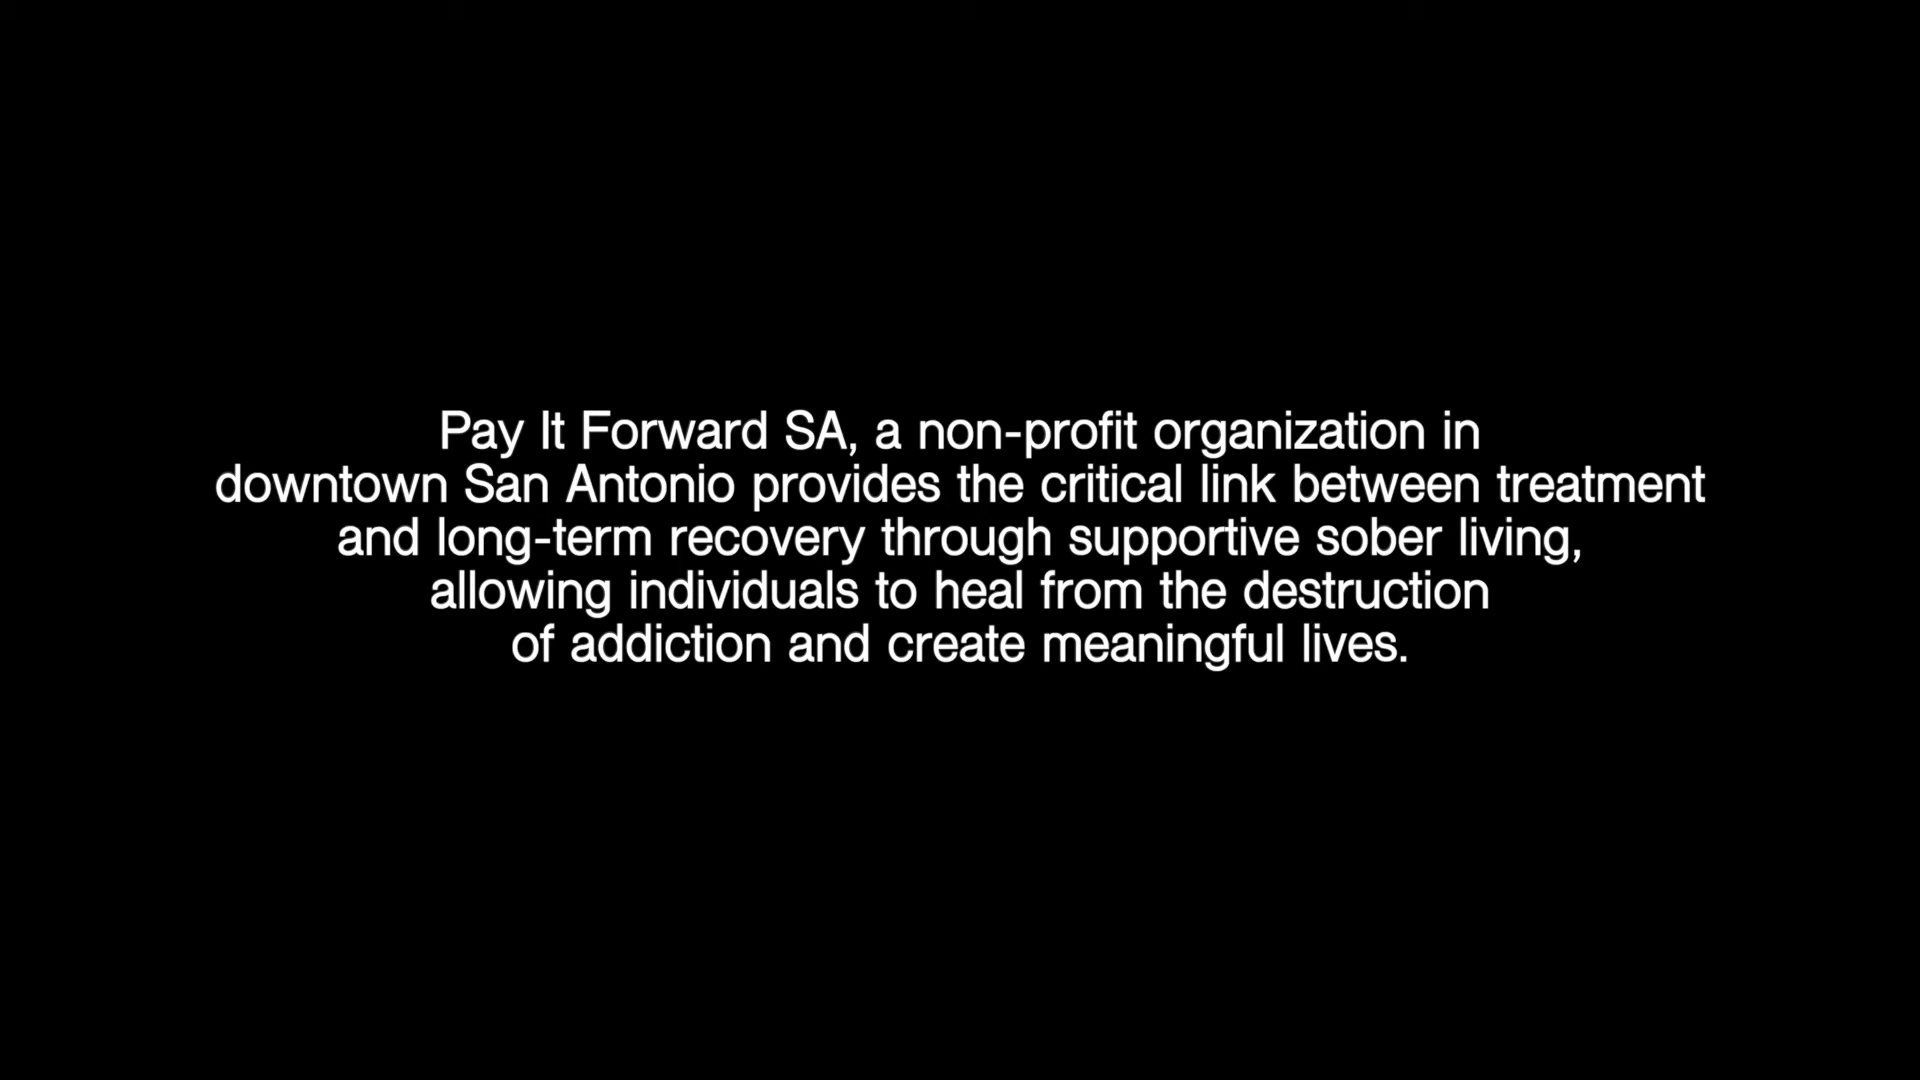 Pay It Forward SA, a non-profit organization in
downtown San Antonio provides the critical link between treatment
and long-term recovery through supportive sober living,
allowing individuals to heal from the destruction
of addiction and create meaningful lives.